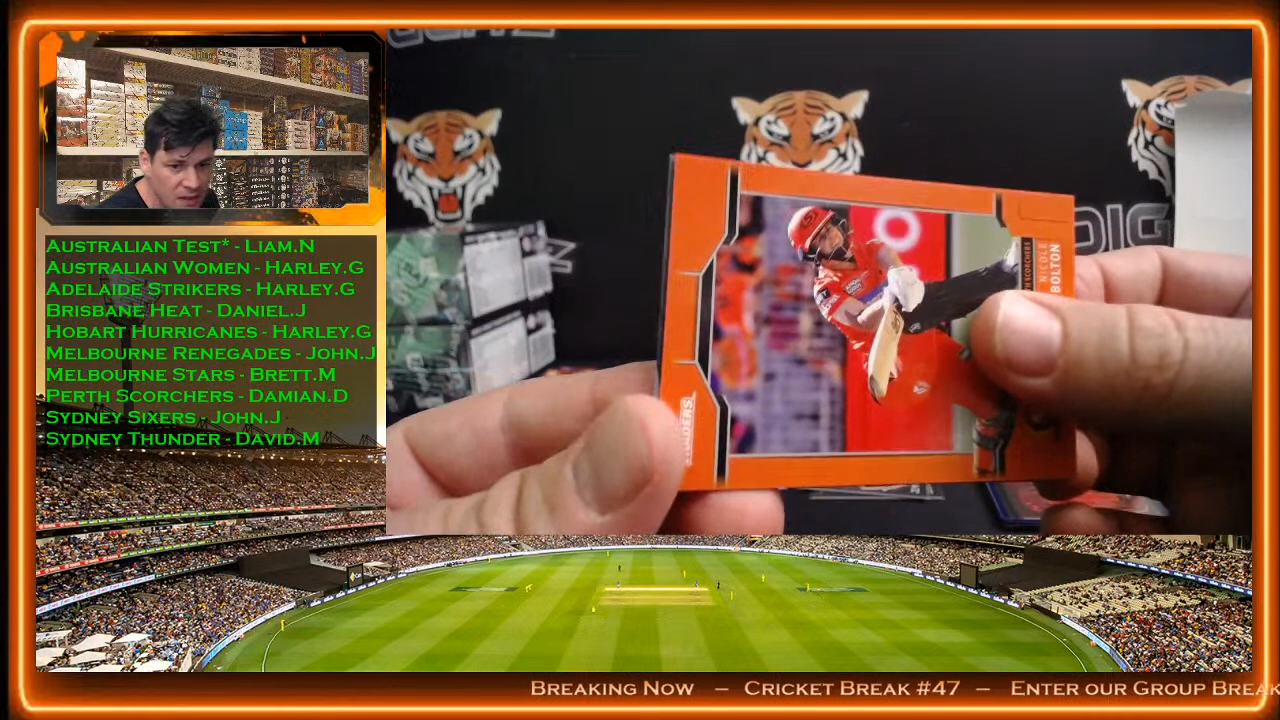 AUSTRALIAN TEST* - LIAM.N
AUSTRALIAN WOMEN - HARLEY.G
ADELAIDE STRIKERS - HARLEY.G
BRISBANE HEAT - DANIEL.J
HOBART HURRICANES - HARLEY.G
MELBOURNE RENEGADES - JOHN.J
MELBOURNE STARS - BRETT.M
PERTH SCORCHERS - DAMIAN.D
SYDNEY SIXERS - JOHN.J
SYDNEY THUNDER - DAVID.M
SCORCHERS
NICOLE
BOLTON
BREAKING NOW – CRICKET BREAK #47 – ENTER OUR GROUP BREAK